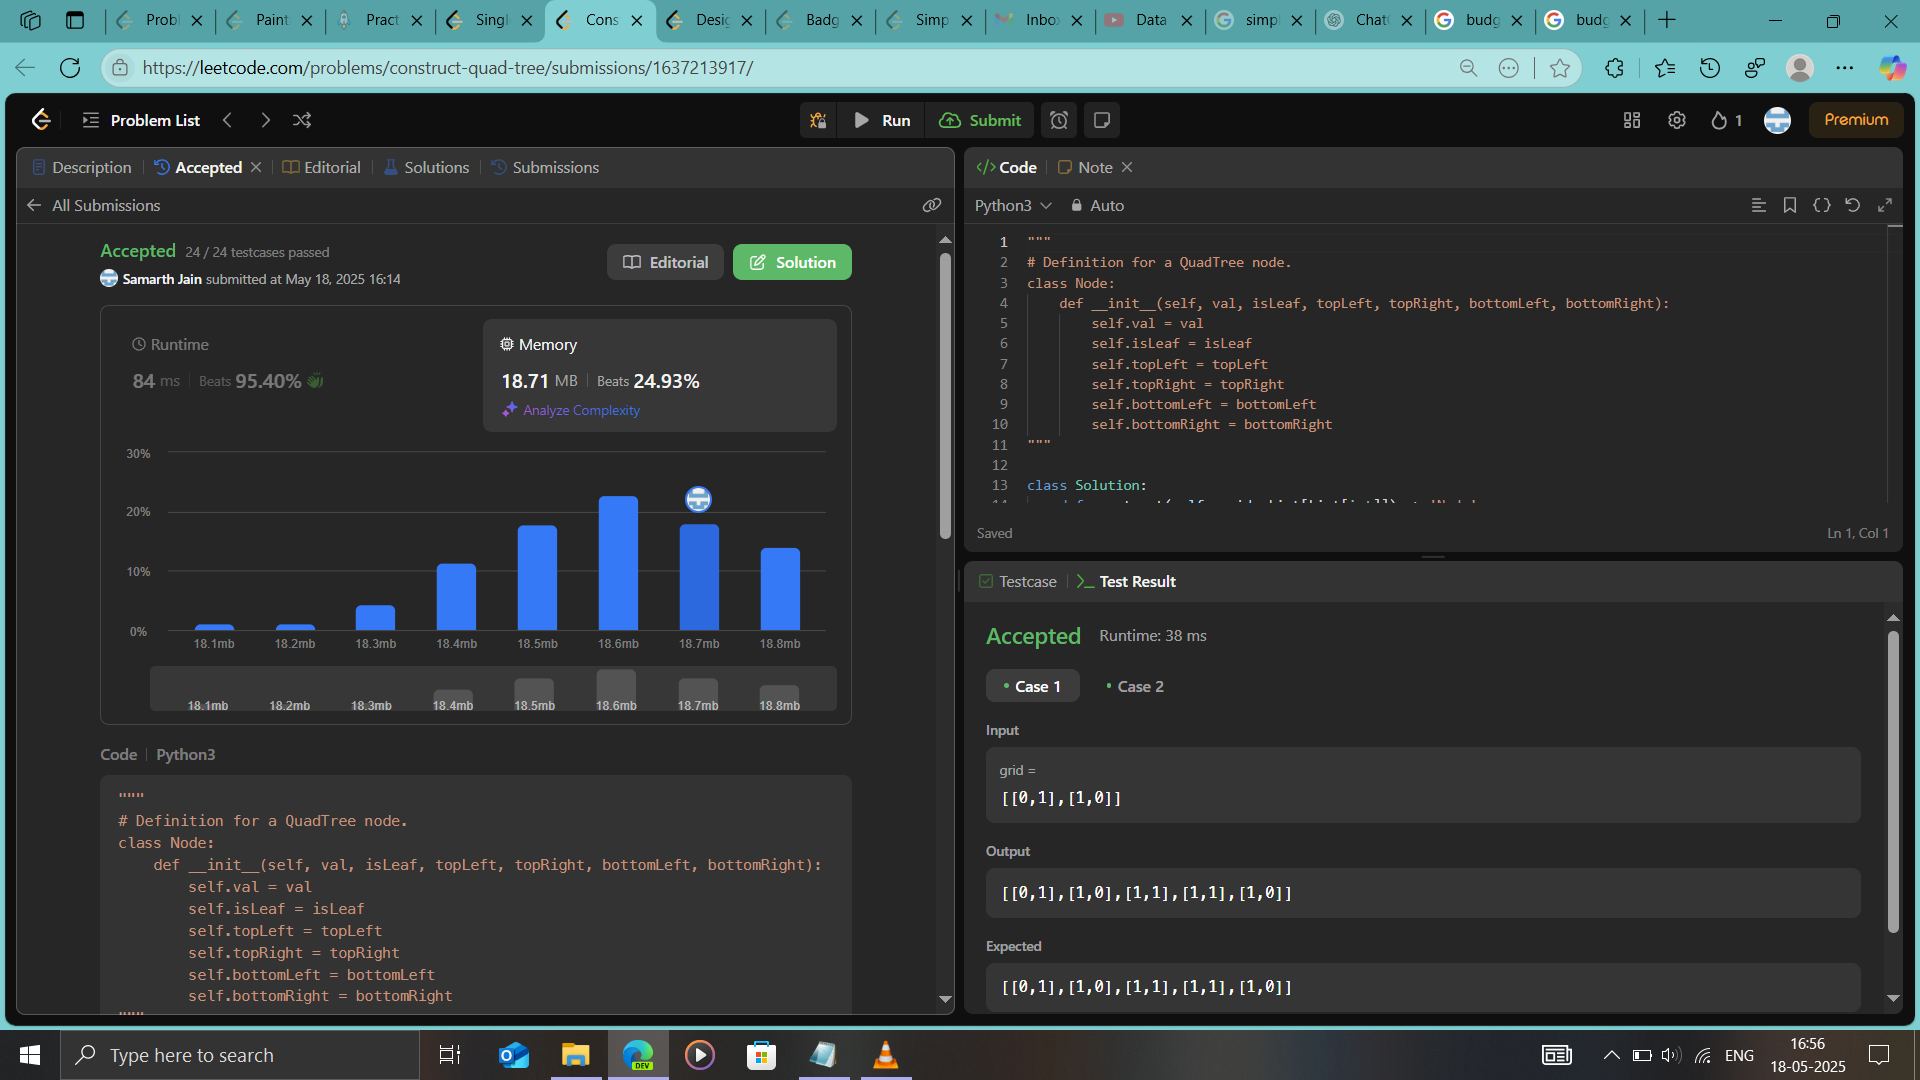 Probl
Paint
Pract
Singl
Cons
Desig
Badg
Simp
Inbox
Data
simpl
Chat
budg
budg
https://leetcode.com/problems/construct-quad-tree/submissions/1637213917/
Problem List
Run
Submit
1
Premium
Description
Accepted
Editorial
Solutions
Submissions
All Submissions
Accepted 24 / 24 testcases passed
Samarth Jain submitted at May 18, 2025 16:14
Editorial
Solution
Runtime
84 ms Beats 95.40%
Memory
18.71 MB Beats 24.93%
Analyze Complexity
30%
20%
10%
0%
18.1mb 18.2mb 18.3mb 18.4mb 18.5mb 18.6mb 18.7mb 18.8mb
18.1mb 18.2mb 18.3mb 18.4mb 18.5mb 18.6mb 18.7mb 18.8mb
Code Python3
"""
# Definition for a QuadTree node.
class Node:
def __init__(self, val, isLeaf, topLeft, topRight, bottomLeft, bottomRight):
self.val = val
self.isLeaf = isLeaf
self.topLeft = topLeft
self.topRight = topRight
self.bottomLeft = bottomLeft
self.bottomRight = bottomRight
"""
Code
Note
Python3
Auto
1 """
2 # Definition for a QuadTree node.
3 class Node:
4 def __init__(self, val, isLeaf, topLeft, topRight, bottomLeft, bottomRight):
5 self.val = val
6 self.isLeaf = isLeaf
7 self.topLeft = topLeft
8 self.topRight = topRight
9 self.bottomLeft = bottomLeft
10 self.bottomRight = bottomRight
11 """
12
13 class Solution:
Saved
Ln 1, Col 1
Testcase
Test Result
Accepted Runtime: 38 ms
Case 1
Case 2
Input
grid =
[[0,1],[1,0]]
Output
[[0,1],[1,0],[1,1],[1,1],[1,0]]
Expected
[[0,1],[1,0],[1,1],[1,1],[1,0]]
Type here to search
DEV
ENG
16:56
18-05-2025